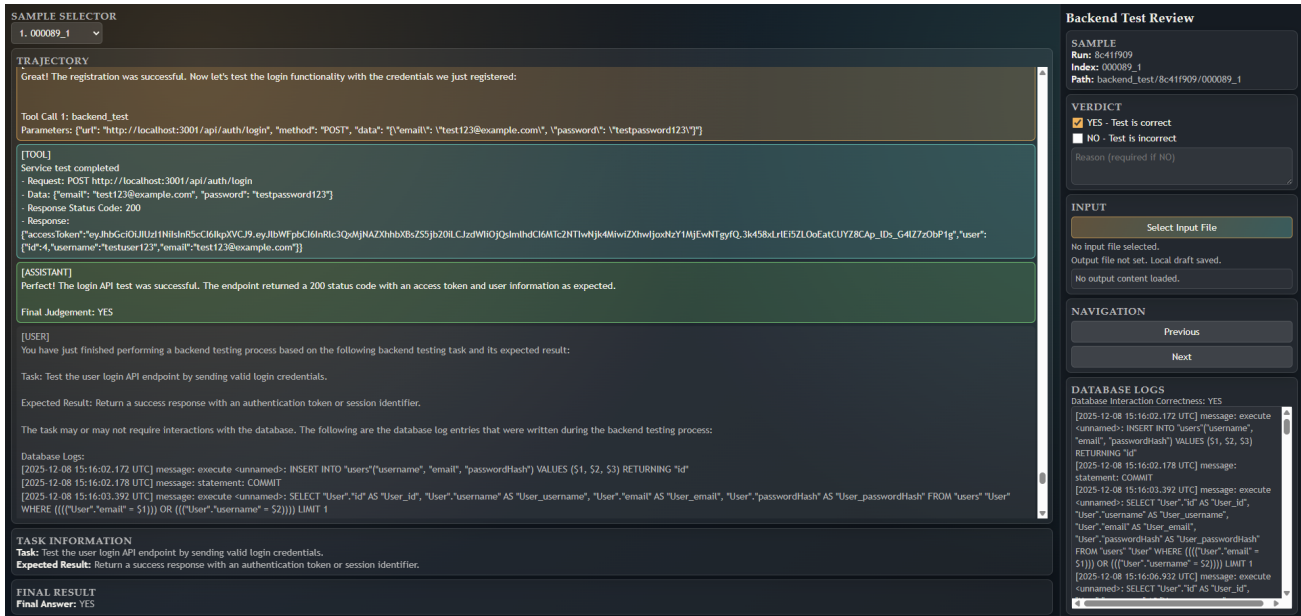 SAMPLE SELECTOR
1. 000089_1
TRAJECTORY
Great! The registration was successful. Now let's test the login functionality with the credentials we just registered:
Tool Call 1: backend_test
Parameters: {"url": "http://localhost:3001/api/auth/login", "method": "POST", "data": "[\"email\": \"test123@example.com\", \"password\": \"testpassword123\"]"}
[TOOL]
Service test completed
- Request: POST http://localhost:3001/api/auth/login
- Data: {"email": "test123@example.com", "password": "testpassword123"}
- Response Status Code: 200
- Response:
{"accessToken":
"user":
{"id":4,"username":"testuser123","email":"test123@example.com"}}
[ASSISTANT]
Perfect! The login API test was successful. The endpoint returned a 200 status code with an access token and user information as expected.
Final Judgement: YES
[USER]
You have just finished performing a backend testing process based on the following backend testing task and its expected result:
Task: Test the user login API endpoint by sending valid login credentials.
Expected Result: Return a success response with an authentication token or session identifier.
The task may or may not require interactions with the database. The following are the database log entries that were written during the backend testing process:
Database Logs:
[2025-12-08 15:16:02.172 UTC] message: execute <unnamed>: INSERT INTO "users"("username", "email", "passwordHash") VALUES ($1, $2, $3) RETURNING "id"
[2025-12-08 15:16:02.178 UTC] message: statement: COMMIT
[2025-12-08 15:16:03.392 UTC] message: execute <unnamed>: SELECT "User"."id" AS "User_id", "User"."username" AS "User_username", "User"."email" AS "User_email", "User"."passwordHash" AS "User_passwordHash" FROM "users" "User"
WHERE (((("User"."email" = $1))) OR ((("User"."username" = $2)))) LIMIT 1
TASK INFORMATION
Task: Test the user login API endpoint by sending valid login credentials.
Expected Result: Return a success response with an authentication token or session identifier.
FINAL RESULT
Final Answer: YES
Backend Test Review
SAMPLE
Run: 8c41f909
Index: 000089_1
Path: backend_test/8c41f909/000089_1
VERDICT
YES - Test is correct
NO - Test is incorrect
Reason (required if NO)
INPUT
Select Input File
No input file selected.
Output file not set. Local draft saved.
No output content loaded.
NAVIGATION
Previous
Next
DATABASE LOGS
Database Interaction Correctness: YES
[2025-12-08 15:16:02.172 UTC] message: execute
<unnamed>: INSERT INTO "users"("username",
"email", "passwordHash") VALUES ($1, $2, $3)
RETURNING "id"
[2025-12-08 15:16:02.178 UTC] message:
statement: COMMIT
[2025-12-08 15:16:03.392 UTC] message: execute
<unnamed>: SELECT "User"."id" AS "User_id",
"User"."username" AS "User_username",
"User"."email" AS "User_email",
"User"."passwordHash" AS "User_passwordHash"
FROM "users" "User" WHERE (((("User"."email" =
$1))) OR ((("User"."username" = $2)))) LIMIT 1
[2025-12-08 15:16:06.932 UTC] message: execute
<unnamed>: SELECT "User"."id" AS "User_id",